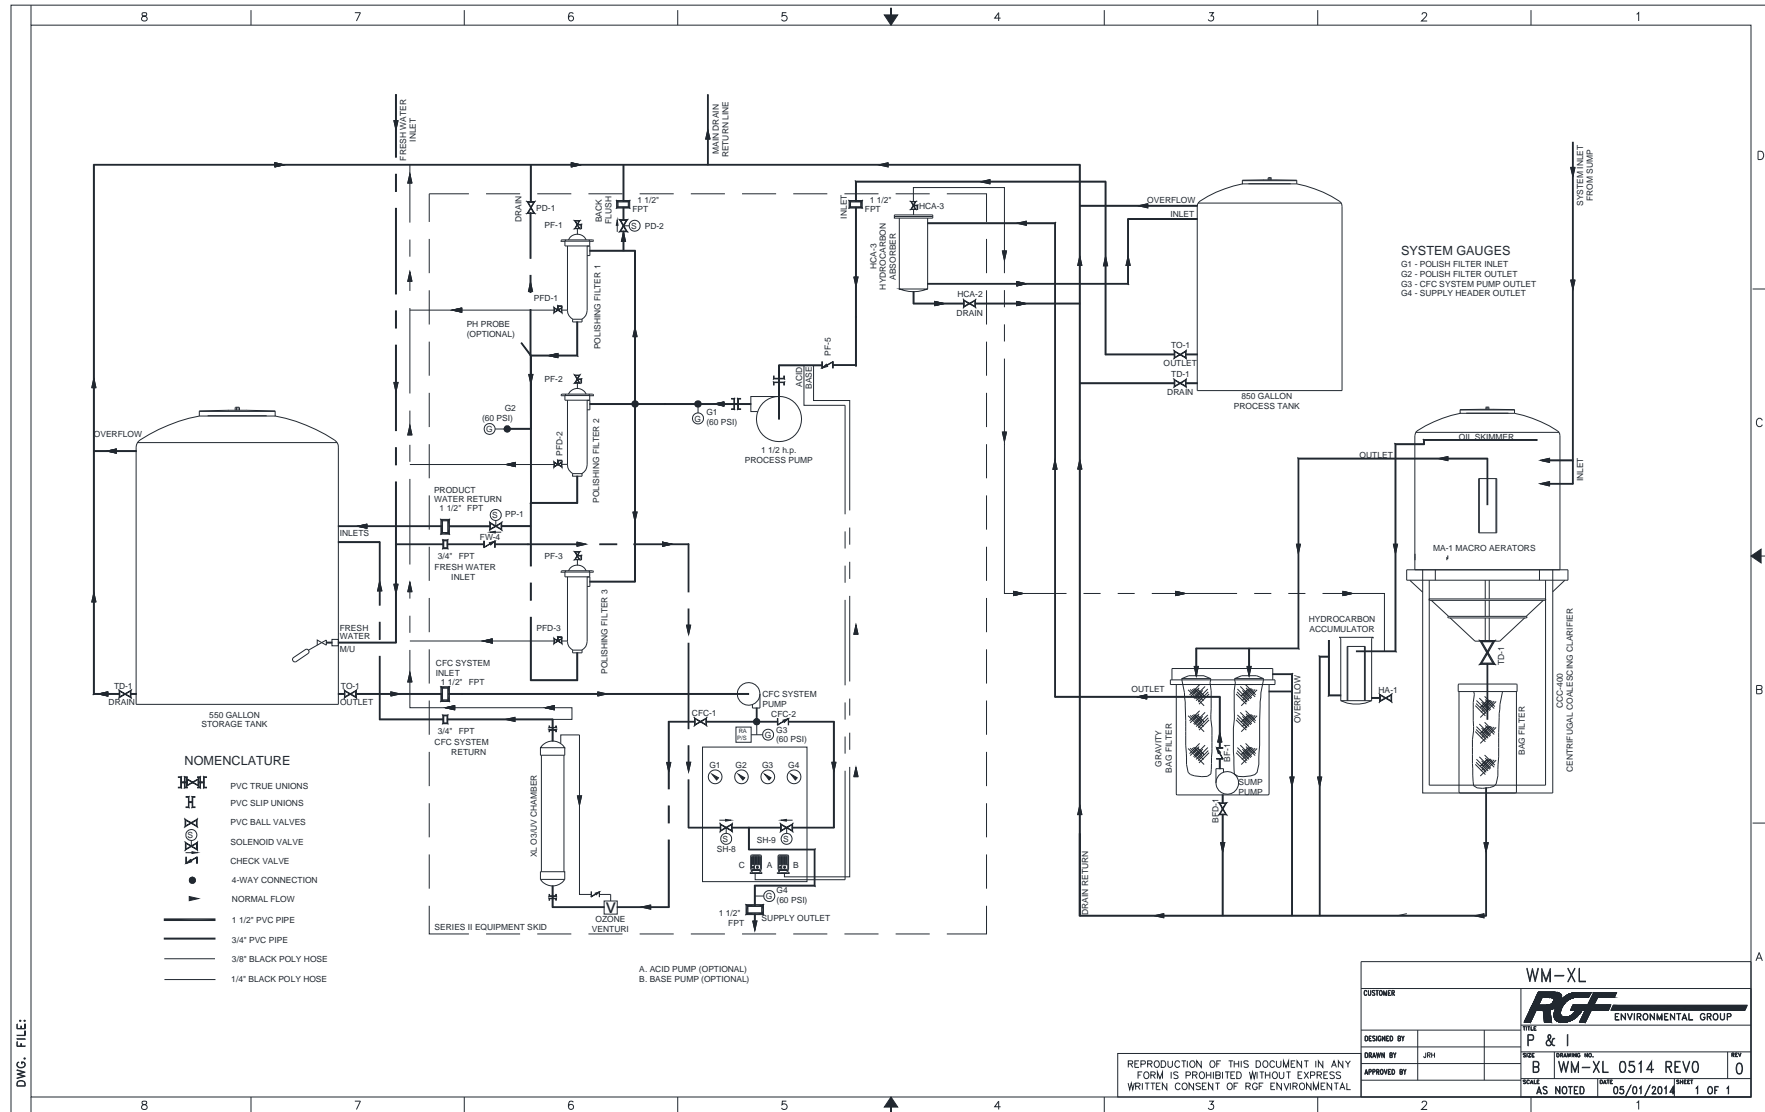 8
7
6
5
4
3
2
1
D
C
B
A
DWG. FILE:
FRESH WATER
INLET
MAIN DRAIN
RETURN LINE
SYSTEM INLET
FROM SUMP
DRAIN
PD-1
BACK
FLUSH
1 1/2"
FPT
S
PD-2
PF-1
PFD-1
POLISHING FILTER 1
PH PROBE
(OPTIONAL)
INLET
1 1/2"
FPT
HCA-3
HCA-3
HYDROCARBON
ABSORBER
HCA-2
DRAIN
OVERFLOW
INLET
TO-1
OUTLET
TD-1
DRAIN
850 GALLON
PROCESS TANK
SYSTEM GAUGES
G1 - POLISH FILTER INLET
G2 - POLISH FILTER OUTLET
G3 - CFC SYSTEM PUMP OUTLET
G4 - SUPPLY HEADER OUTLET
PF-5
ACID
BASE
PF-2
G2
(60 PSI)
G
PFD-2
POLISHING FILTER 2
G
G1
(60 PSI)
1 1/2 h.p.
PROCESS PUMP
OVERFLOW
PRODUCT
WATER RETURN
1 1/2" FPT
S
PP-1
INLETS
FW-4
3/4" FPT
FRESH WATER
INLET
PF-3
PFD-3
POLISHING FILTER 3
FRESH
WATER
M/U
CFC SYSTEM
INLET
1 1/2" FPT
TD-1
DRAIN
TO-1
OUTLET
550 GALLON
STORAGE TANK
3/4" FPT
CFC SYSTEM
RETURN
CFC SYSTEM
PUMP
CFC-1
CFC-2
RA
P/S
G
G3
(60 PSI)
G1
G2
G3
G4
SH-8
S
SH-9
S
C
A
B
G
G4
(60 PSI)
1 1/2"
FPT
SUPPLY OUTLET
XL O3/UV CHAMBER
V
OZONE
VENTURI
SERIES II EQUIPMENT SKID
A. ACID PUMP (OPTIONAL)
B. BASE PUMP (OPTIONAL)
OIL SKIMMER
OUTLET
INLET
MA-1 MACRO AERATORS
HYDROCARBON
ACCUMULATOR
HA-1
TD-1
CCC-400
CENTRIFUGAL COALESCING CLARIFIER
BAG FILTER
OUTLET
OVERFLOW
GRAVITY
BAG FILTER
BF-1
SUMP
PUMP
BFD-1
DRAIN RETURN
NOMENCLATURE
PVC TRUE UNIONS
PVC SLIP UNIONS
PVC BALL VALVES
S
SOLENOID VALVE
CHECK VALVE
4-WAY CONNECTION
NORMAL FLOW
1 1/2" PVC PIPE
3/4" PVC PIPE
3/8" BLACK POLY HOSE
1/4" BLACK POLY HOSE
REPRODUCTION OF THIS DOCUMENT IN ANY
FORM IS PROHIBITED WITHOUT EXPRESS
WRITTEN CONSENT OF RGF ENVIRONMENTAL
WM-XL
CUSTOMER
RGF
ENVIRONMENTAL GROUP
TITLE
P & I
DESIGNED BY
DRAWN BY
JRH
APPROVED BY
SIZE
B
DRAWING NO.
WM-XL 0514 REV0
REV
0
SCALE
AS NOTED
DATE
05/01/2014
SHEET
1 OF 1
8
7
6
5
4
3
2
1